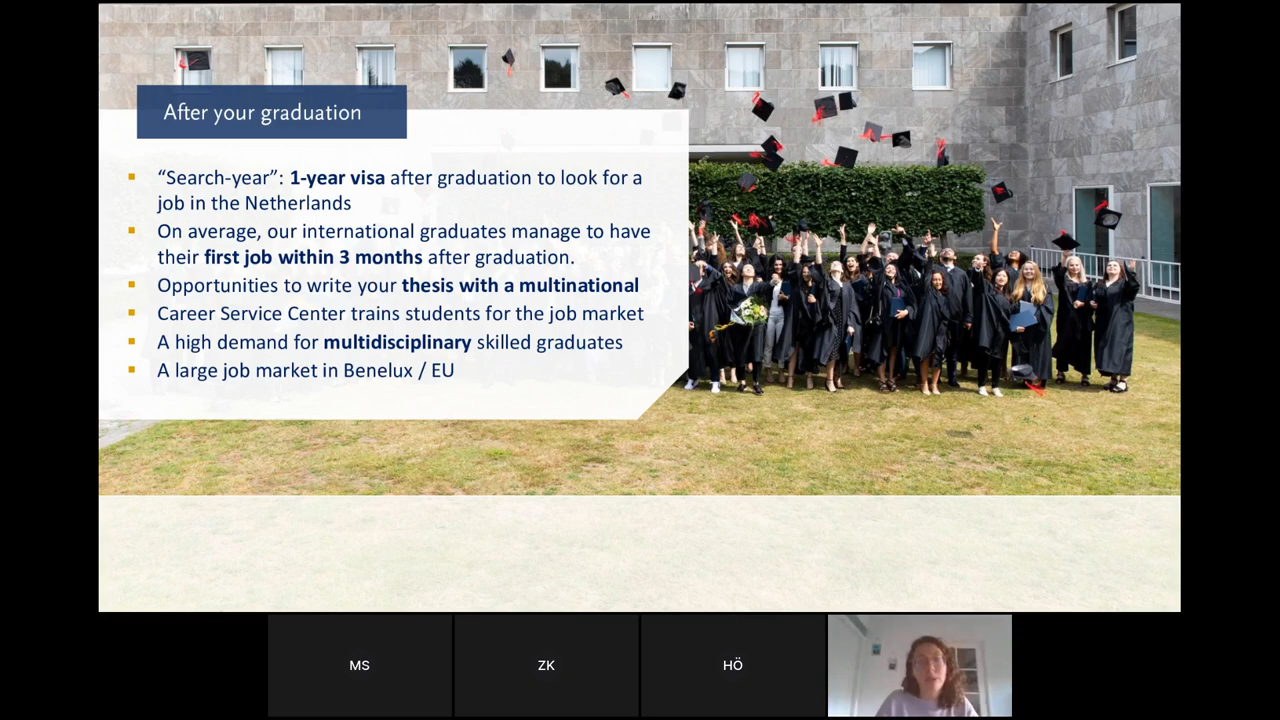 After your graduation
“Search-year”: 1-year visa after graduation to look for a
job in the Netherlands
On average, our international graduates manage to have
their first job within 3 months after graduation.
Opportunities to write your thesis with a multinational
Career Service Center trains students for the job market
A high demand for multidisciplinary skilled graduates
A large job market in Benelux / EU
MS
ZK
HÖ